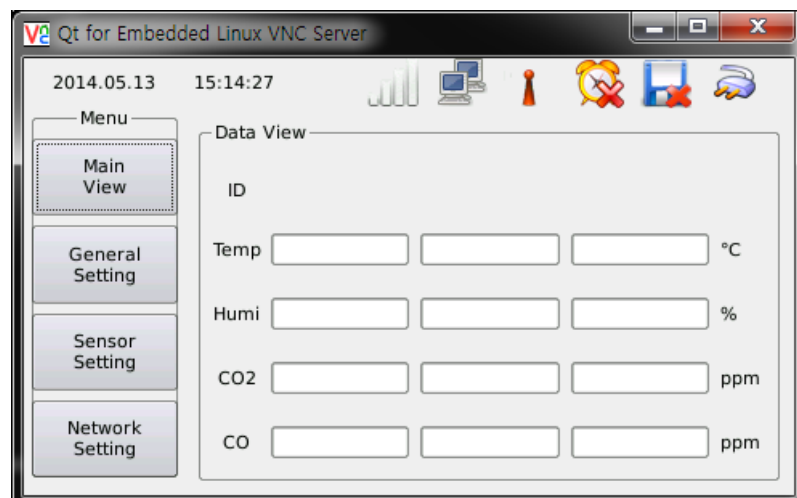 Qt for Embedded Linux VNC Server
2014.05.13 15:14:27
Menu
Main
View
General
Setting
Sensor
Setting
Network
Setting
Data View
ID
Temp °C
Humi %
CO2 ppm
CO ppm